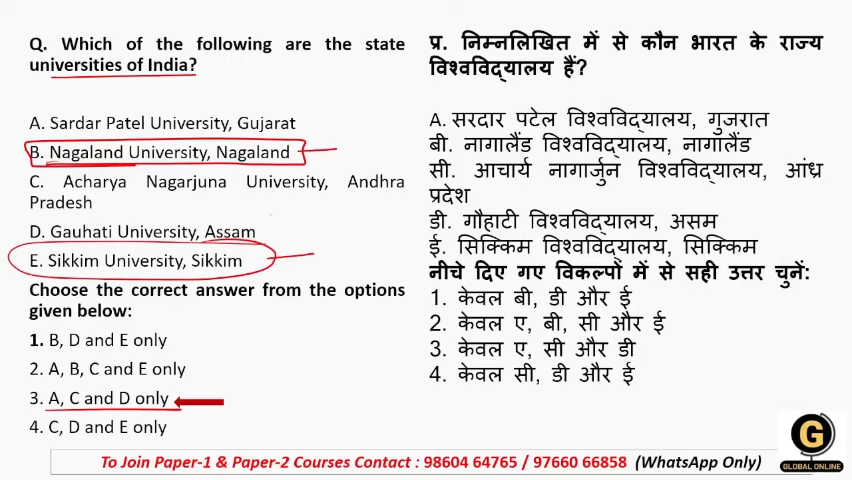 Q. Which of the following are the state
universities of India?
A. Sardar Patel University, Gujarat
B. Nagaland University, Nagaland
C. Acharya Nagarjuna University, Andhra
Pradesh
D. Gauhati University, Assam
E. Sikkim University, Sikkim
Choose the correct answer from the options
given below:
1. B, D and E only
2. A, B, C and E only
3. A, C and D only
4. C, D and E only
प्र. निम्नलिखित में से कौन भारत के राज्य
विश्वविद्यालय हैं?
A. सरदार पटेल विश्वविद्यालय, गुजरात
बी. नागालैंड विश्वविद्यालय, नागालैंड
सी. आचार्य नागार्जुन विश्वविद्यालय, आंध्र
प्रदेश
डी. गौहाटी विश्वविद्यालय, असम
ई. सिक्किम विश्वविद्यालय, सिक्किम
नीचे दिए गए विकल्पों में से सही उत्तर चुनें:
1. केवल बी, डी और ई
2. केवल ए, बी, सी और ई
3. केवल ए, सी और डी
4. केवल सी, डी और ई
G
GLOBAL ONLINE
To Join Paper-1 & Paper-2 Courses Contact : 98604 64765 / 97660 66858 (WhatsApp Only)